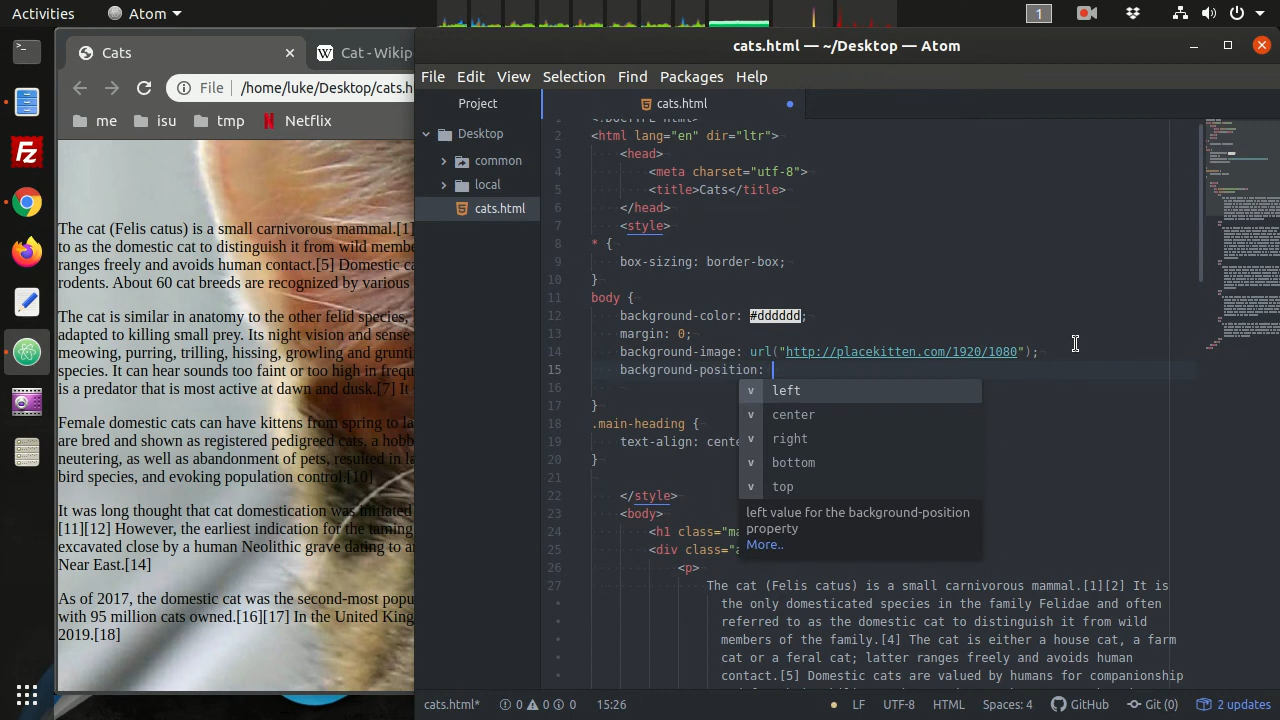 Activities
Atom
1
Cats
Cat - Wikip
File
/home/luke/Desktop/cats.h
me
isu
tmp
Netflix
The cat (Felis catus) is a small carnivorous mammal.[1]
to as the domestic cat to distinguish it from wild membe
ranges freely and avoids human contact.[5] Domestic ca
rodents. About 60 cat breeds are recognized by various
The cat is similar in anatomy to the other felid species,
adapted to killing small prey. Its night vision and sense
meowing, purring, trilling, hissing, growling and grunti
species. It can hear sounds too faint or too high in frequ
is a predator that is most active at dawn and dusk.[7] It
Female domestic cats can have kittens from spring to la
are bred and shown as registered pedigreed cats, a hobb
neutering, as well as abandonment of pets, resulted in la
bird species, and evoking population control.[10]
It was long thought that cat domestication was initiated
[11][12] However, the earliest indication for the taming
excavated close by a human Neolithic grave dating to ar
Near East.[14]
As of 2017, the domestic cat was the second-most popu
with 95 million cats owned.[16][17] In the United King
2019.[18]
cats.html — ~/Desktop — Atom
File Edit View Selection Find Packages Help
Project
Desktop
common
local
cats.html
cats.html
1 <!DOCTYPE html>
2 <html lang="en" dir="ltr">
3 <head>
4 <meta charset="utf-8">
5 <title>Cats</title>
6 </head>
7 <style>
8 * {
9 box-sizing: border-box;
10 }
11 body {
12 background-color: #dddddd;
13 margin: 0;
14 background-image: url("http://placekitten.com/1920/1080");
15 background-position:
16
17 }
18 .main-heading {
19 text-align: cente
20 }
21
22 </style>
23 <body>
24 <h1 class="ma
25 <div class="a
26 <p>
27 The cat (Felis catus) is a small carnivorous mammal.[1][2] It is
the only domesticated species in the family Felidae and often
referred to as the domestic cat to distinguish it from wild
members of the family.[4] The cat is either a house cat, a farm
cat or a feral cat; latter ranges freely and avoids human
contact.[5] Domestic cats are valued by humans for companionship
v left
v center
v right
v bottom
v top
left value for the background-position
property
More..
cats.html*
0 0 0
15:26
LF
UTF-8
HTML
Spaces: 4
GitHub
Git (0)
2 updates